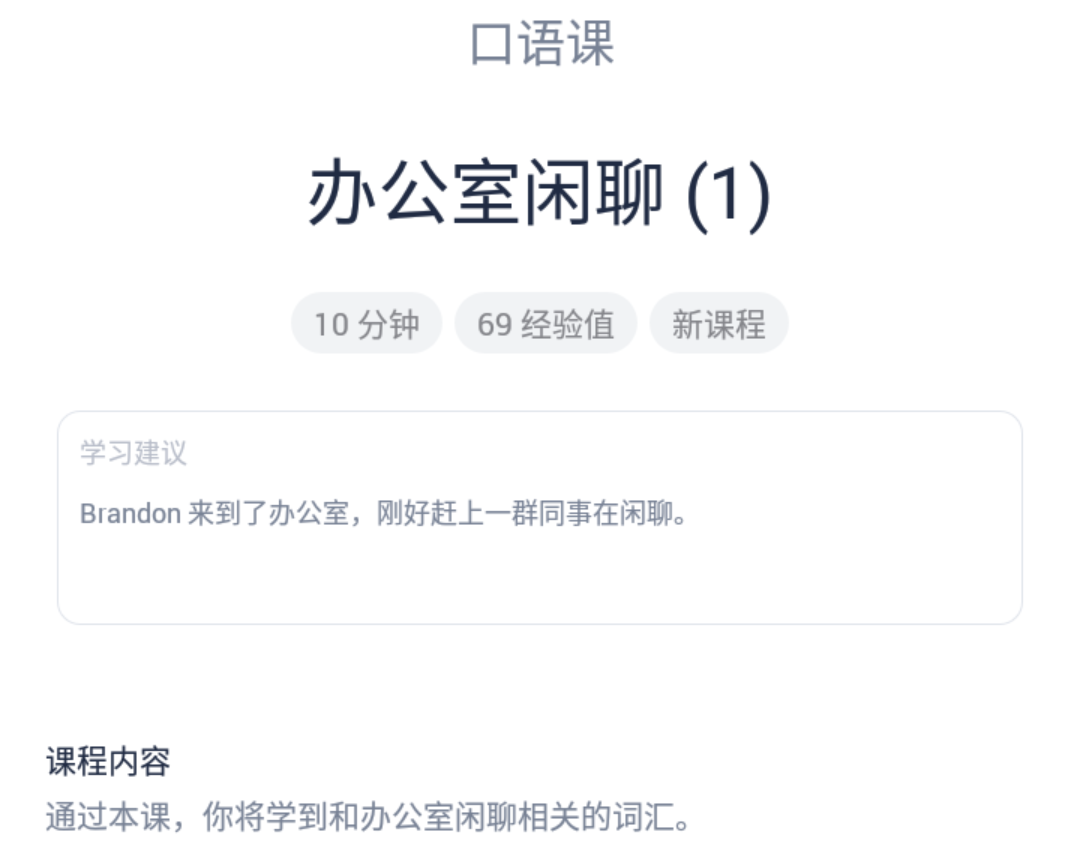 口语课
办公室闲聊 (1)
10 分钟
69 经验值
新课程
学习建议
Brandon 来到了办公室，刚好赶上一群同事在闲聊。
课程内容
通过本课，你将学到和办公室闲聊相关的词汇。